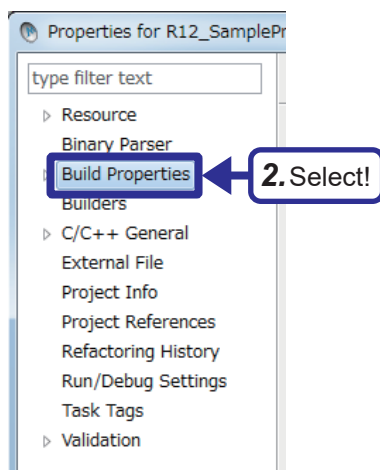 Properties for R12_SamplePr
type filter text
Resource
Binary Parser
Build Properties
2. Select!
Builders
C/C++ General
External File
Project Info
Project References
Refactoring History
Run/Debug Settings
Task Tags
Validation